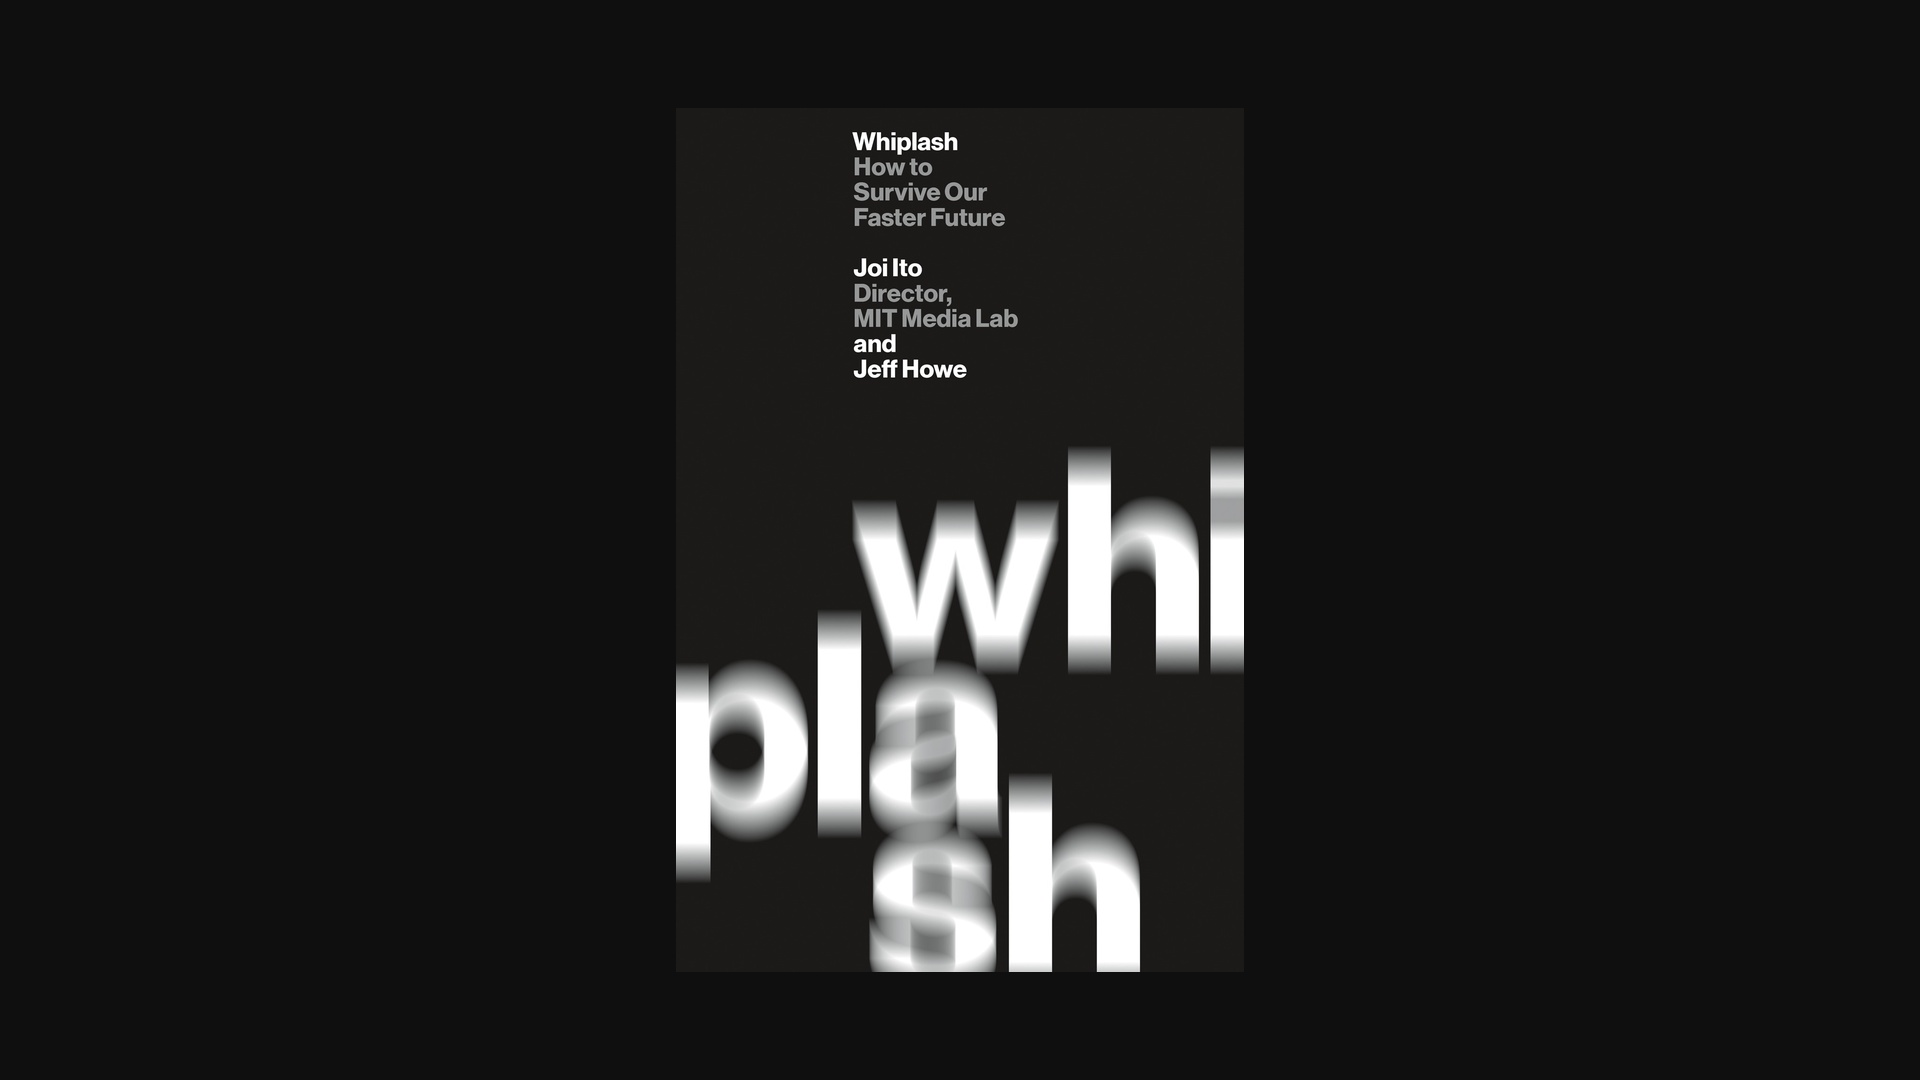 Whiplash
How to
Survive Our
Faster Future
Joi Ito
Director,
MIT Media Lab
and
Jeff Howe
whi
pla
sh